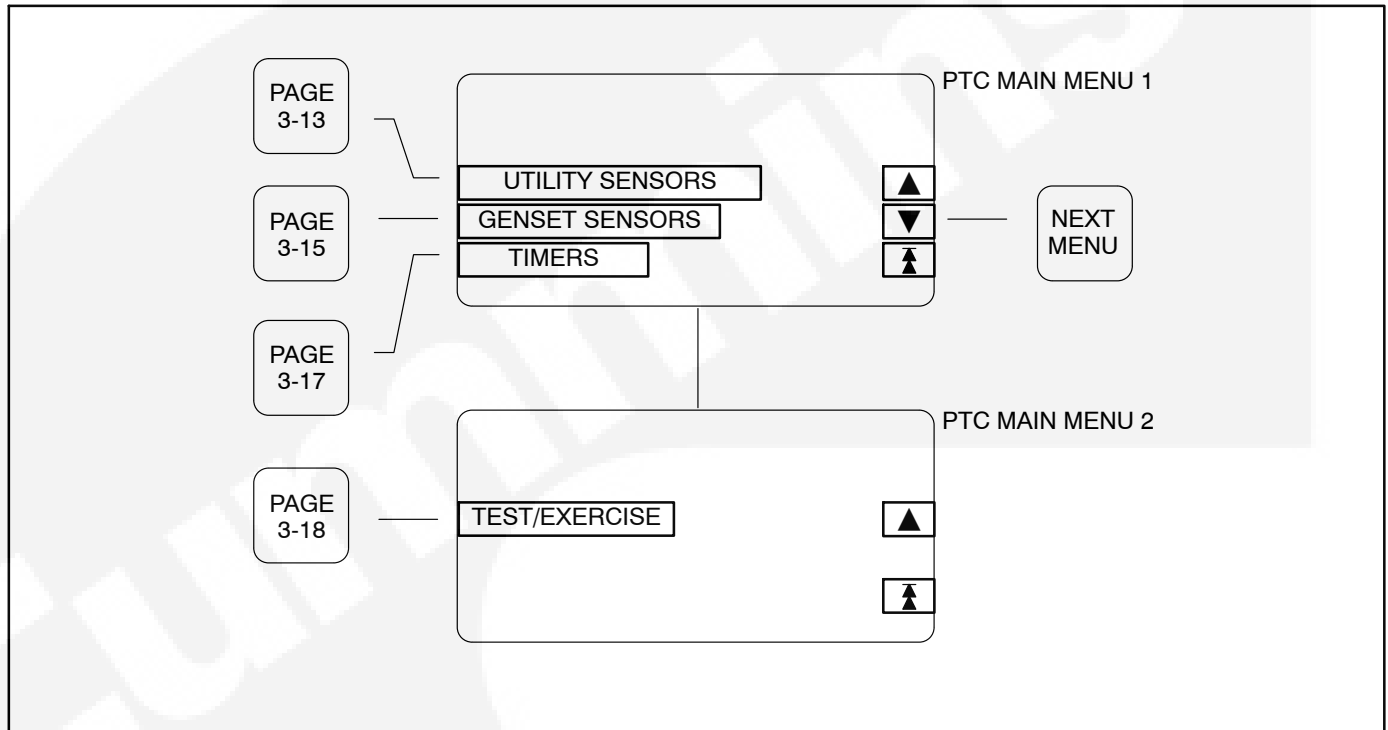 PAGE
3-13
PTC MAIN MENU 1
UTILITY SENSORS
▲
PAGE
3-15
GENSET SENSORS
▼
NEXT
MENU
TIMERS
PAGE
3-17
PTC MAIN MENU 2
PAGE
3-18
TEST/EXERCISE
▲
Cummins